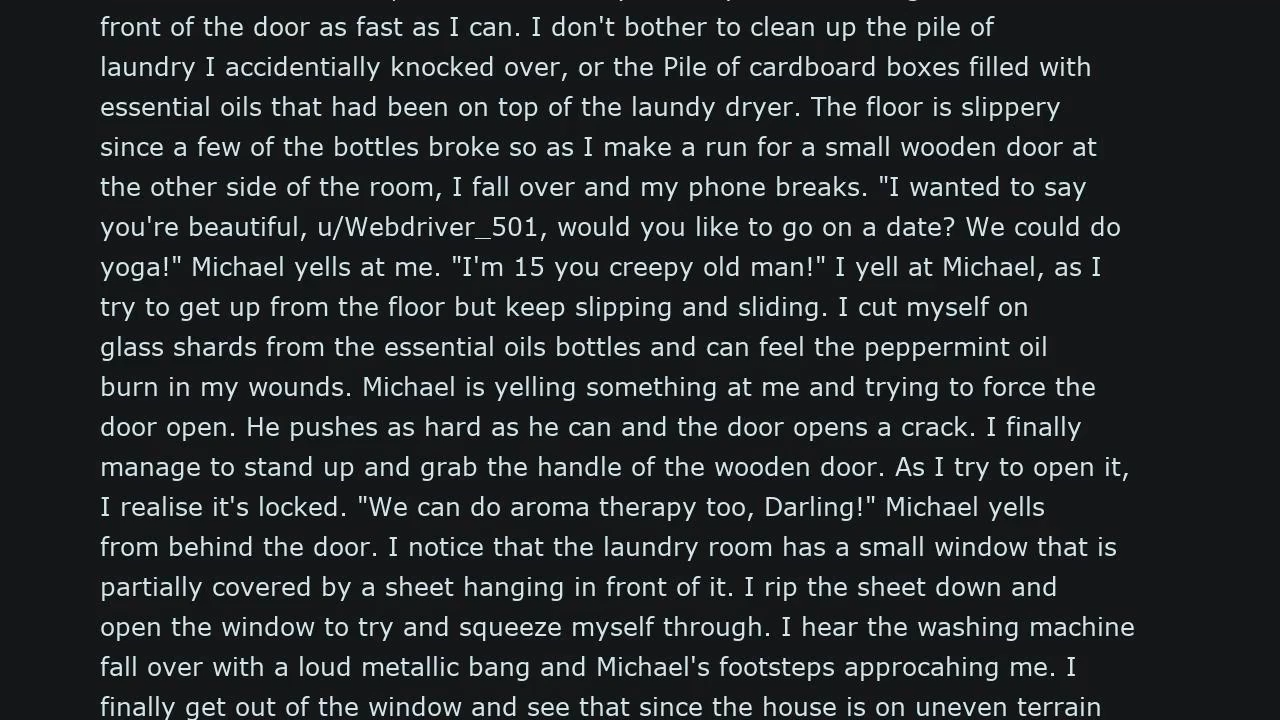 front of the door as fast as I can. I don't bother to clean up the pile of
laundry I accidentially knocked over, or the Pile of cardboard boxes filled with
essential oils that had been on top of the laundy dryer. The floor is slippery
since a few of the bottles broke so as I make a run for a small wooden door at
the other side of the room, I fall over and my phone breaks. "I wanted to say
you're beautiful, u/Webdriver_501, would you like to go on a date? We could do
yoga!" Michael yells at me. "I'm 15 you creepy old man!" I yell at Michael, as I
try to get up from the floor but keep slipping and sliding. I cut myself on
glass shards from the essential oils bottles and can feel the peppermint oil
burn in my wounds. Michael is yelling something at me and trying to force the
door open. He pushes as hard as he can and the door opens a crack. I finally
manage to stand up and grab the handle of the wooden door. As I try to open it,
I realise it's locked. "We can do aroma therapy too, Darling!" Michael yells
from behind the door. I notice that the laundry room has a small window that is
partially covered by a sheet hanging in front of it. I rip the sheet down and
open the window to try and squeeze myself through. I hear the washing machine
fall over with a loud metallic bang and Michael's footsteps approcahing me. I
finally get out of the window and see that since the house is on uneven terrain